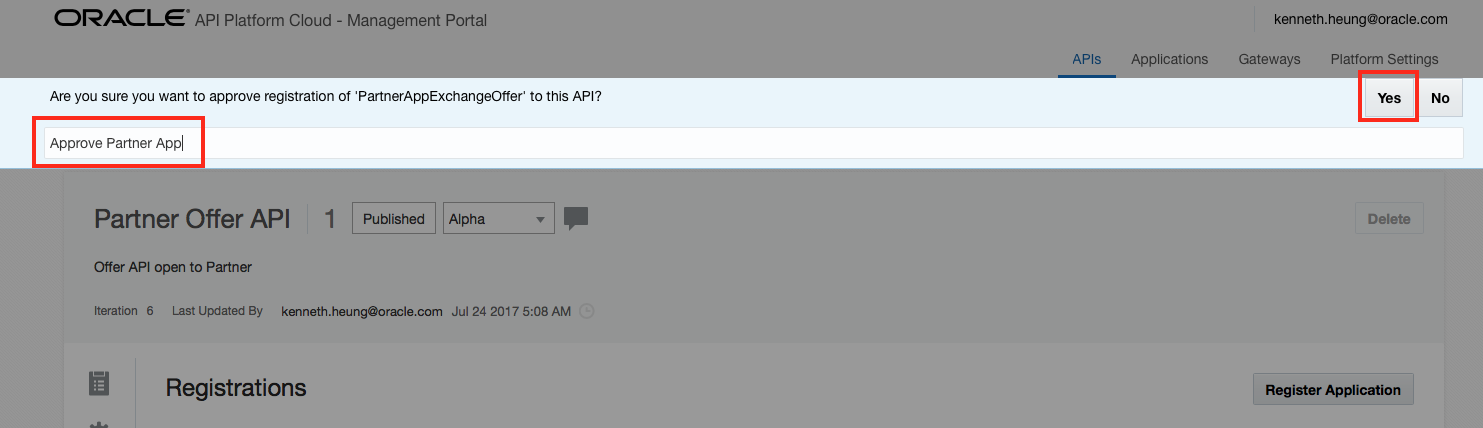 ORACLE® API Platform Cloud - Management Portal
kenneth.heung@oracle.com
APIs Applications Gateways Platform Settings
Are you sure you want to approve registration of 'PartnerAppExchangeOffer' to this API?
Yes No
Approve Partner App
Partner Offer API 1 Published Alpha
Delete
Offer API open to Partner
Iteration 6 Last Updated By kenneth.heung@oracle.com Jul 24 2017 5:08 AM
Registrations
Register Application